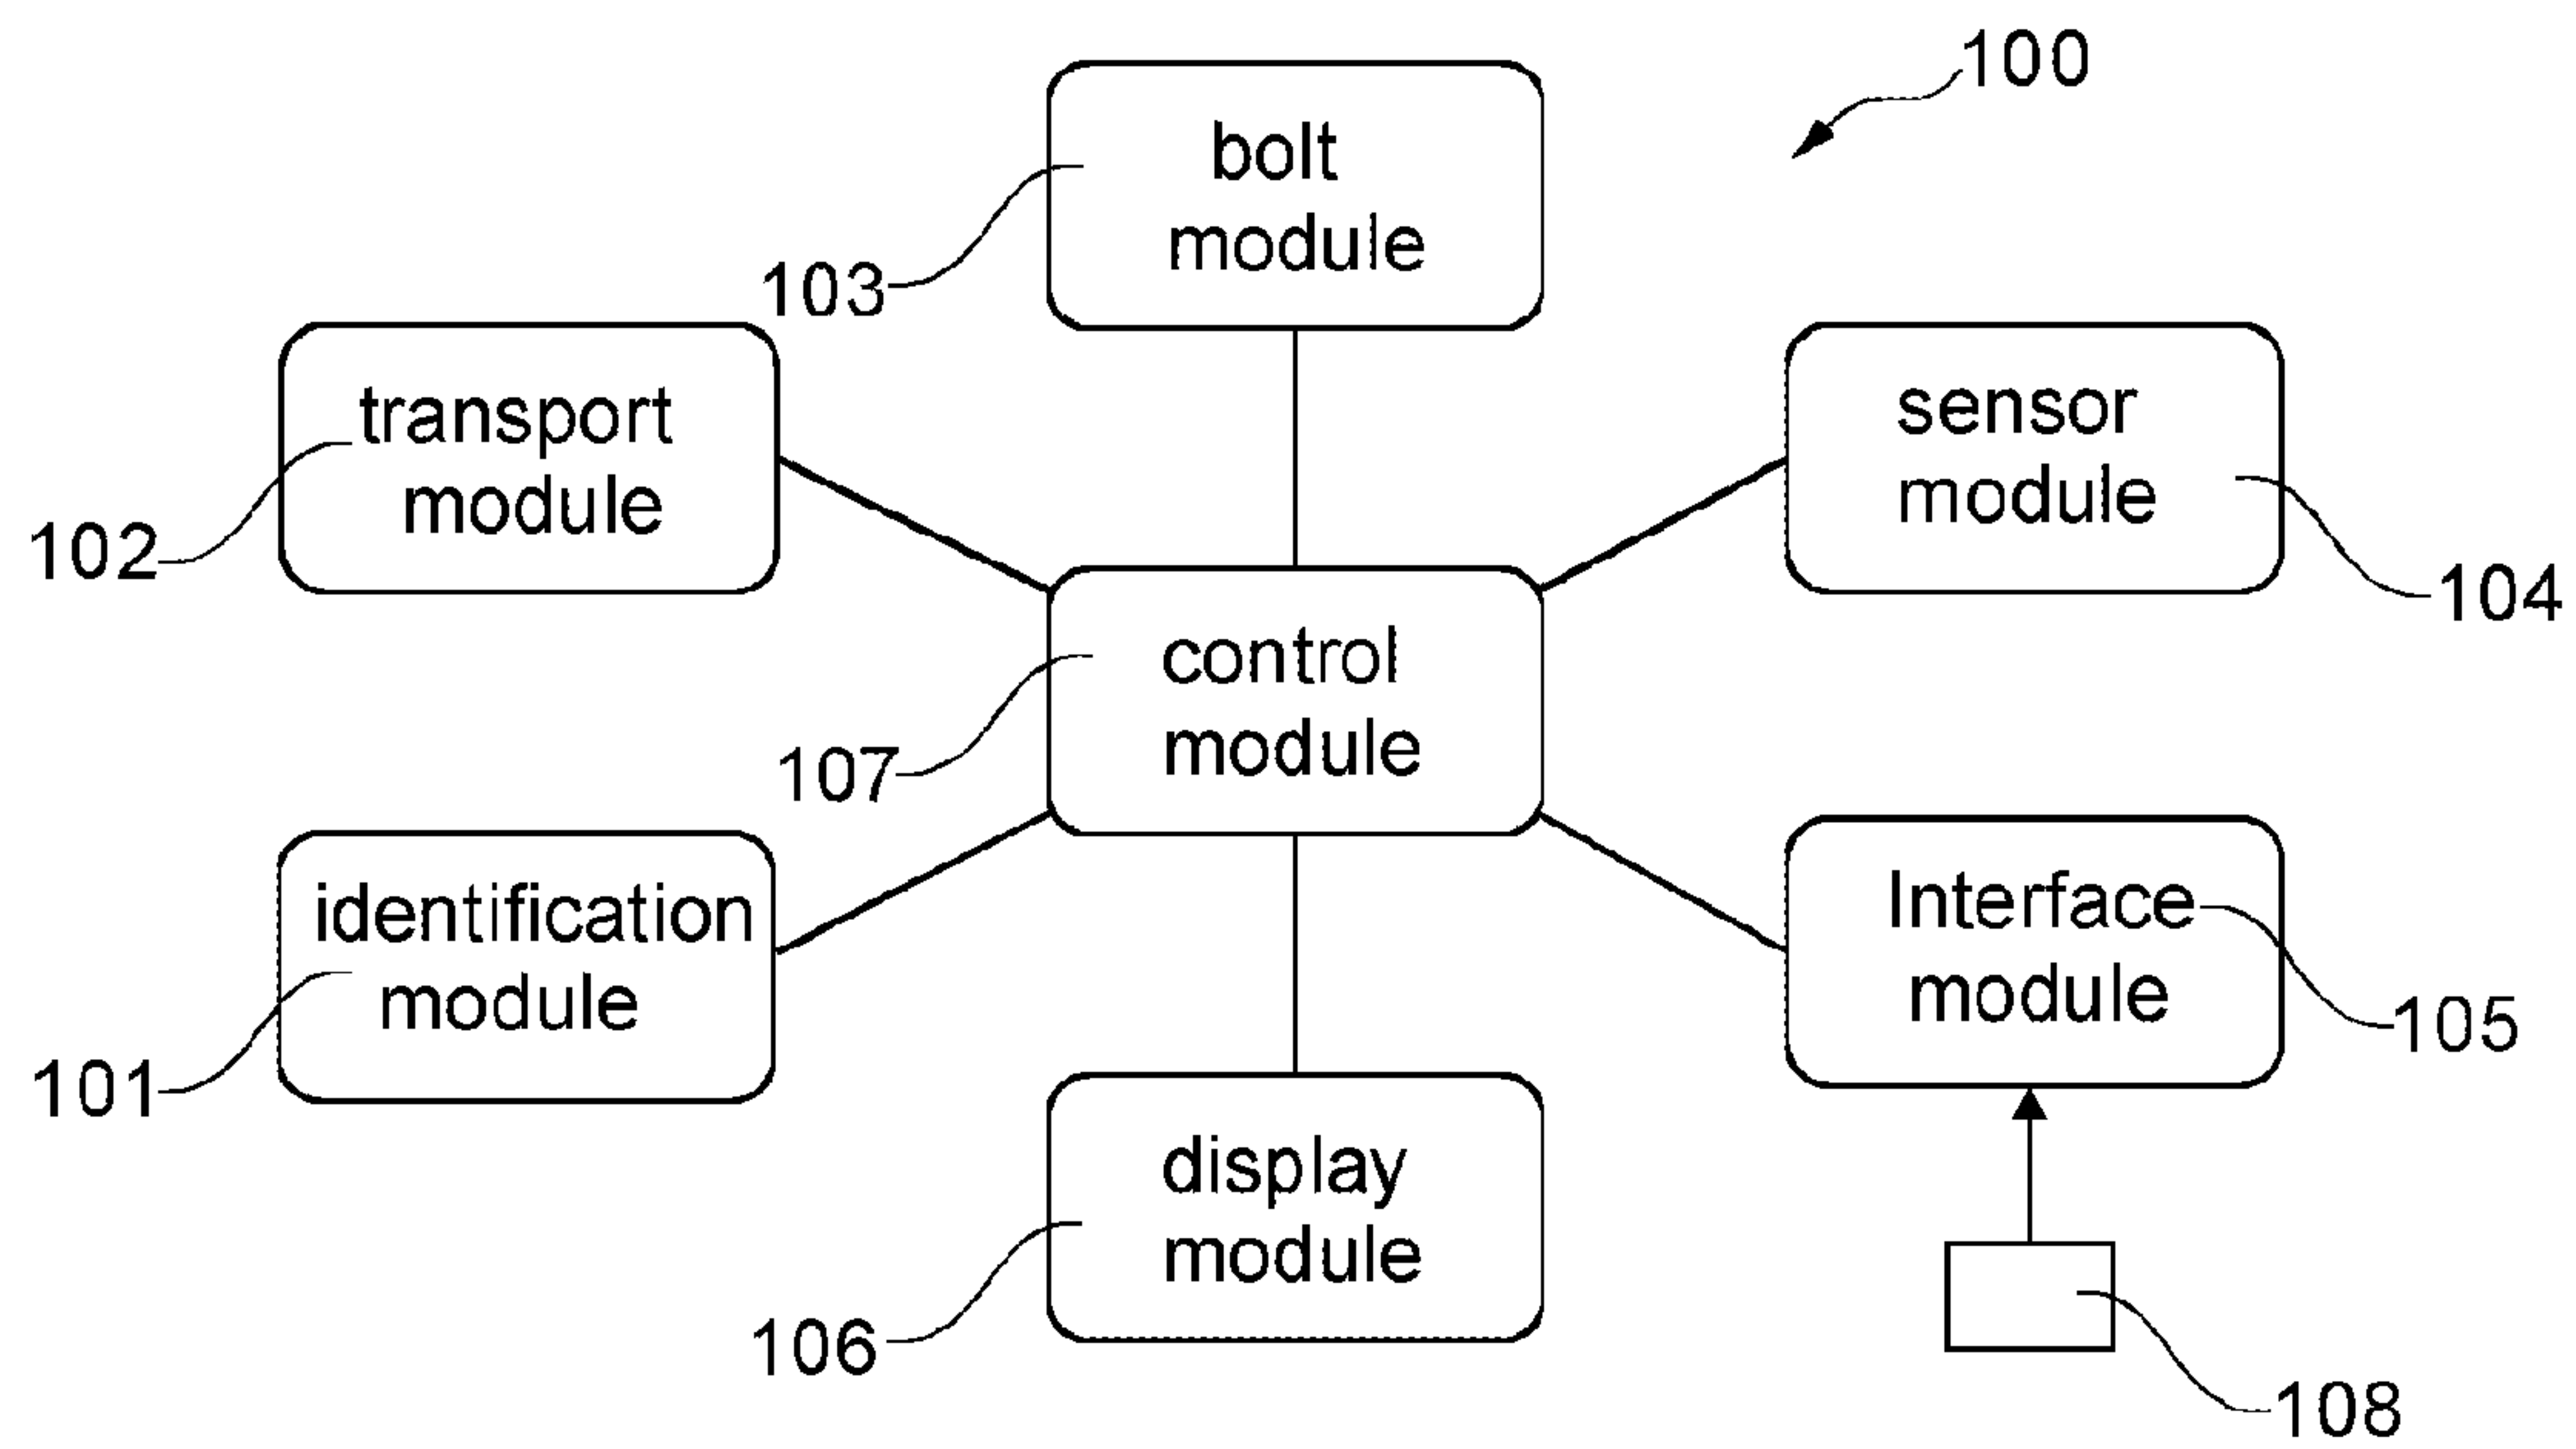 100
bolt
module
103
transport
module
102
sensor
module
104
control
module
107
identification
module
101
Interface
module
105
display
module
106
108